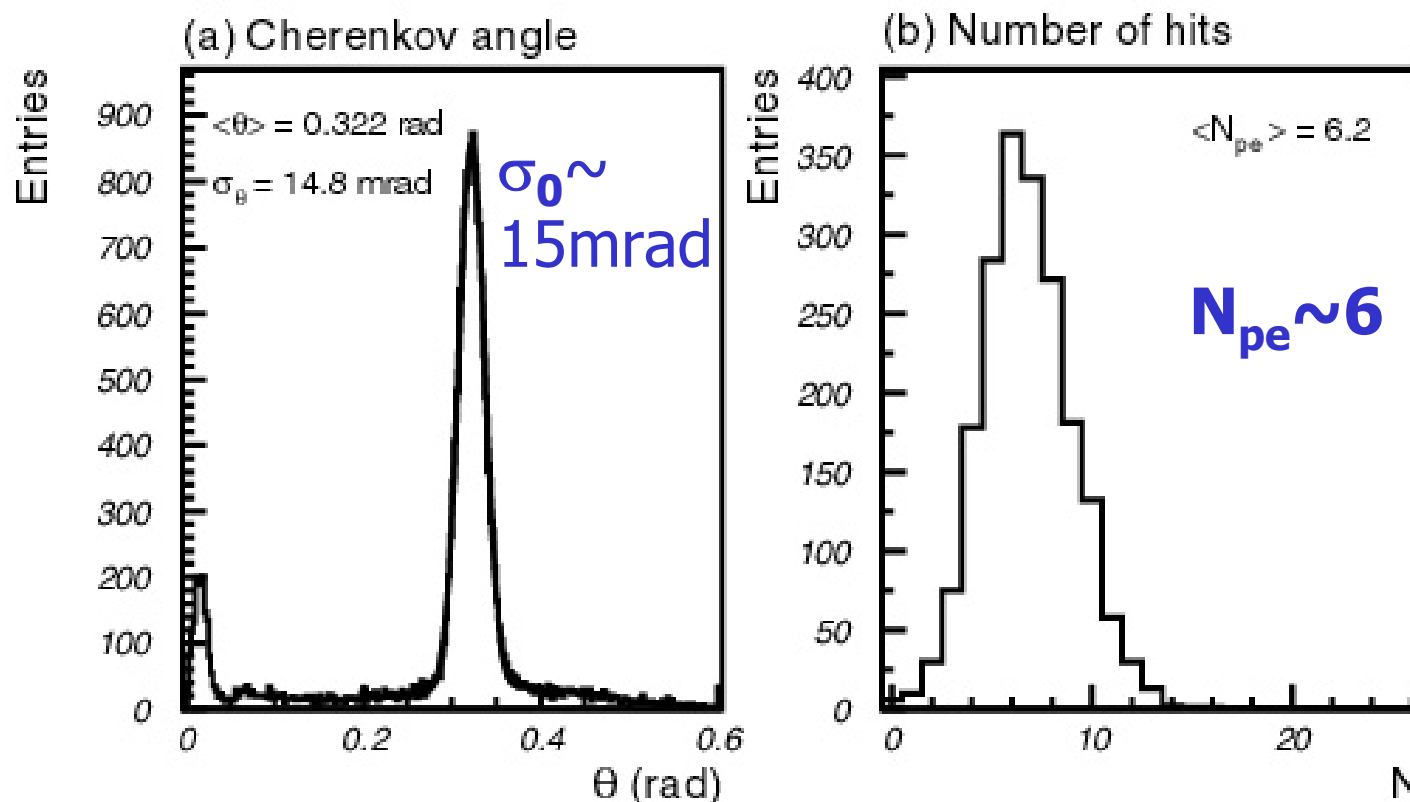 (a) Cherenkov angle
Entries
900
800
700
600
500
400
300
200
100
0
<θ> = 0.322 rad
σθ = 14.8 mrad
σ0~
15mrad
0
0.2
0.4
0.6
θ (rad)
(b) Number of hits
Entries
400
350
300
250
200
150
100
50
0
<Npe> = 6.2
Npe~6
0
10
20
N